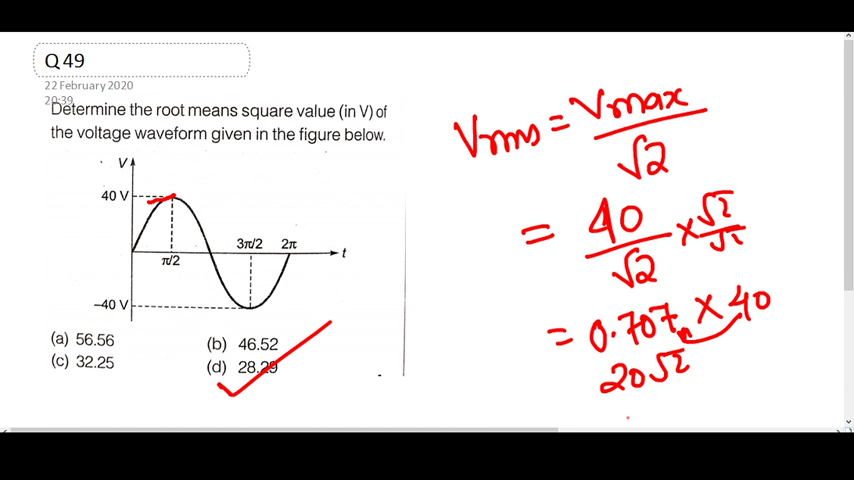 Q 49
22 February 2020
20:39
Determine the root means square value (in V) of
the voltage waveform given in the figure below.
V
40 V
3π/2 2π
t
π/2
–40 V
(a) 56.56 (b) 46.52
(c) 32.25 (d) 28.29
Vrms = Vmax/√2
= 40/√2 × √2/√2
= 0.707 × 40
20√2